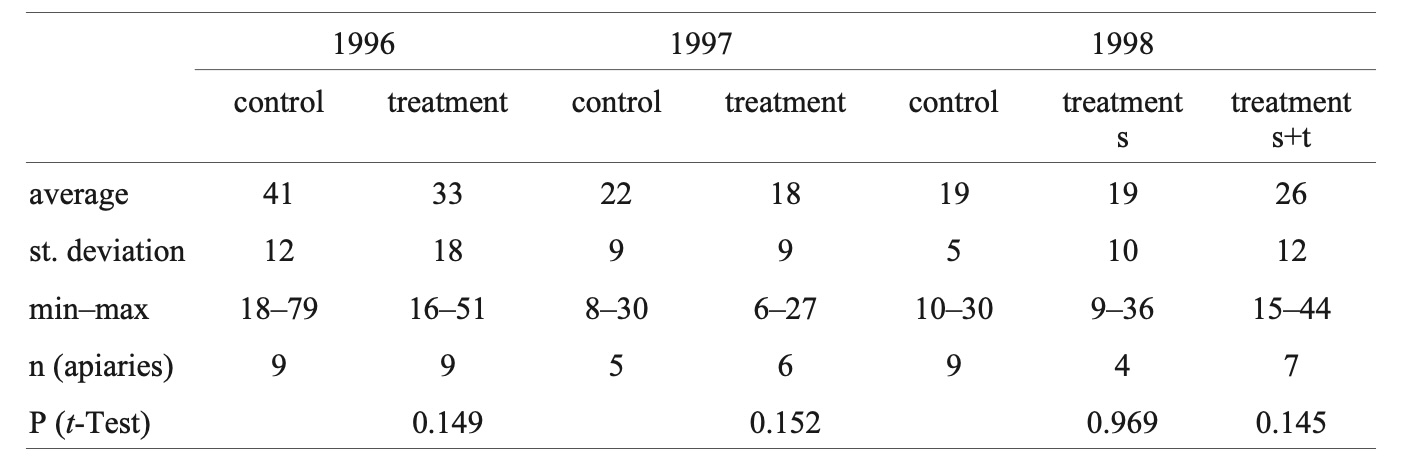 1996 1997 1998
control treatment control treatment control treatment s treatment s+t
average 41 33 22 18 19 19 26
st. deviation 12 18 9 9 5 10 12
min–max 18–79 16–51 8–30 6–27 10–30 9–36 15–44
n (apiaries) 9 9 5 6 9 4 7
P (t-Test) 0.149 0.152 0.969 0.145